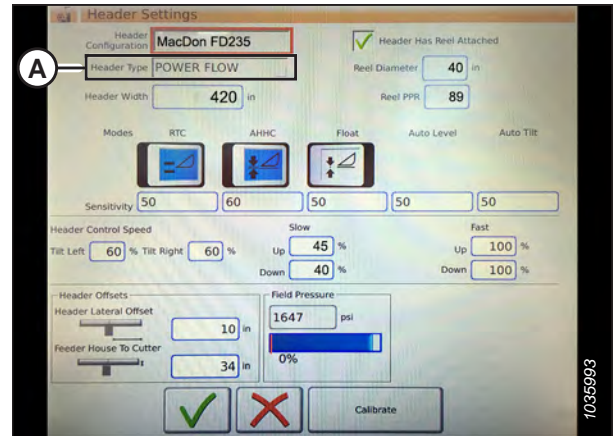 Header Settings
Header Configuration MacDon FD235 Header Has Reel Attached
A Header Type POWER FLOW Reel Diameter 40 in
Header Width 420 in Reel PPR 89
Modes RTC AHHC Float Auto Level Auto Tilt
Sensitivity 50 60 50 50 50
Header Control Speed Slow Fast
Tilt Left 60 % Tilt Right 60 % Up 45 % Up 100 %
Down 40 % Down 100 %
Header Offsets Field Pressure
Header Lateral Offset 1647 psi
10 in
Feeder House To Cutter 0%
34 in
Calibrate
1035993